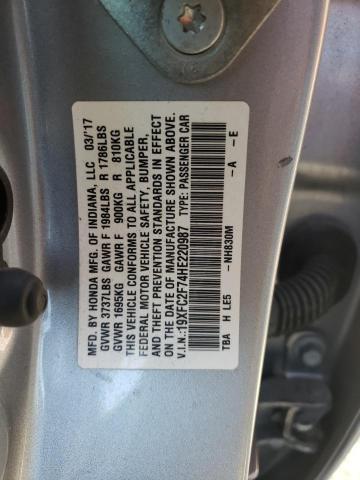 MFD. BY HONDA MFG. OF INDIANA, LLC 03/'17
GVWR 3737LBS GAWR F 1984LBS R 1786LBS
GVWR 1695KG GAWR F 900KG R 810KG
THIS VEHICLE CONFORMS TO ALL APPLICABLE
FEDERAL MOTOR VEHICLE SAFETY, BUMPER,
AND THEFT PREVENTION STANDARDS IN EFFECT
ON THE DATE OF MANUFACTURE SHOWN ABOVE.
V.I.N.:19XFC2F74HE220987 TYPE: PASSENGER CAR
-NH830M -A -E
TBA H LE5